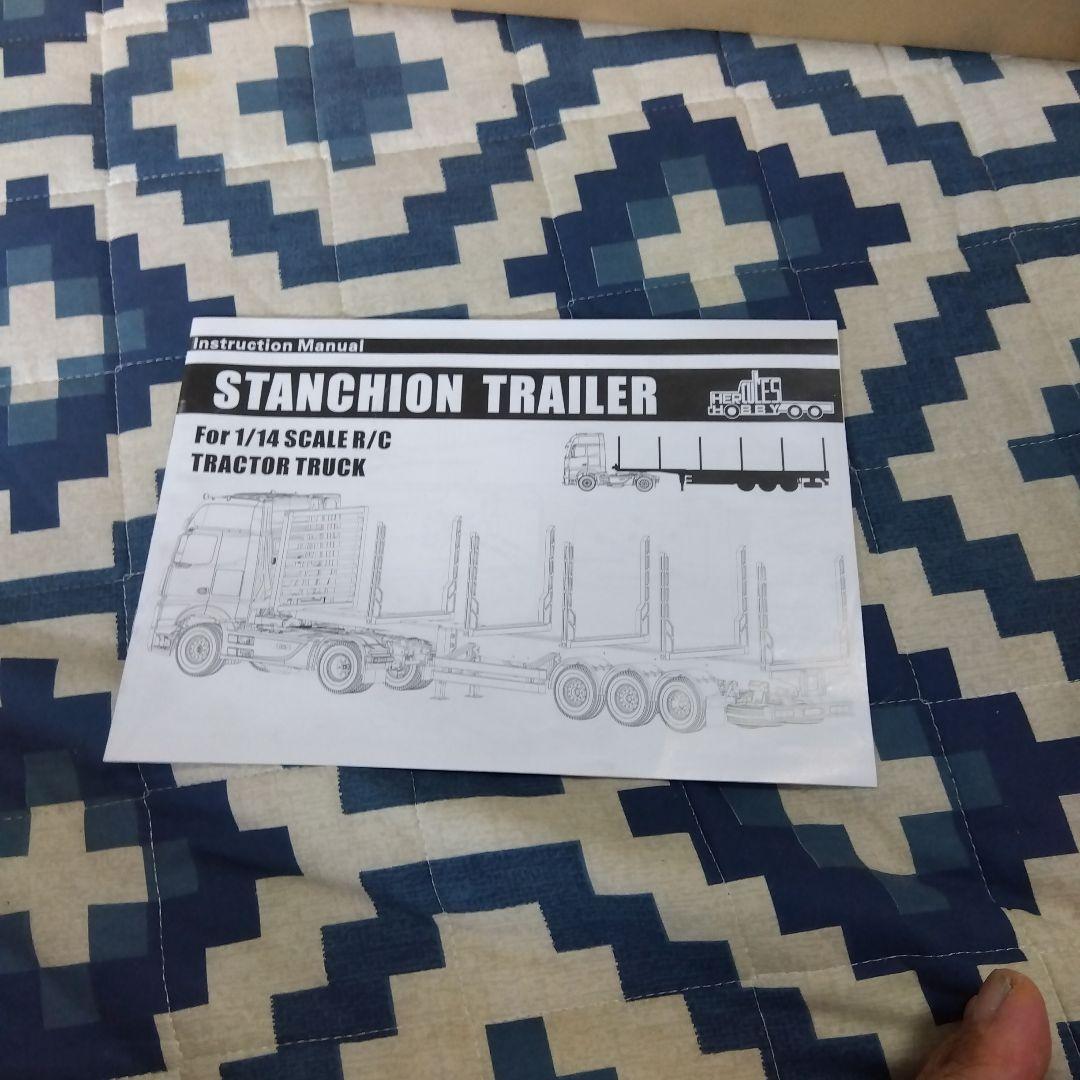 Instruction Manual
STANCHION TRAILER
HERCULES
HOBBY
For 1/14 SCALE R/C
TRACTOR TRUCK